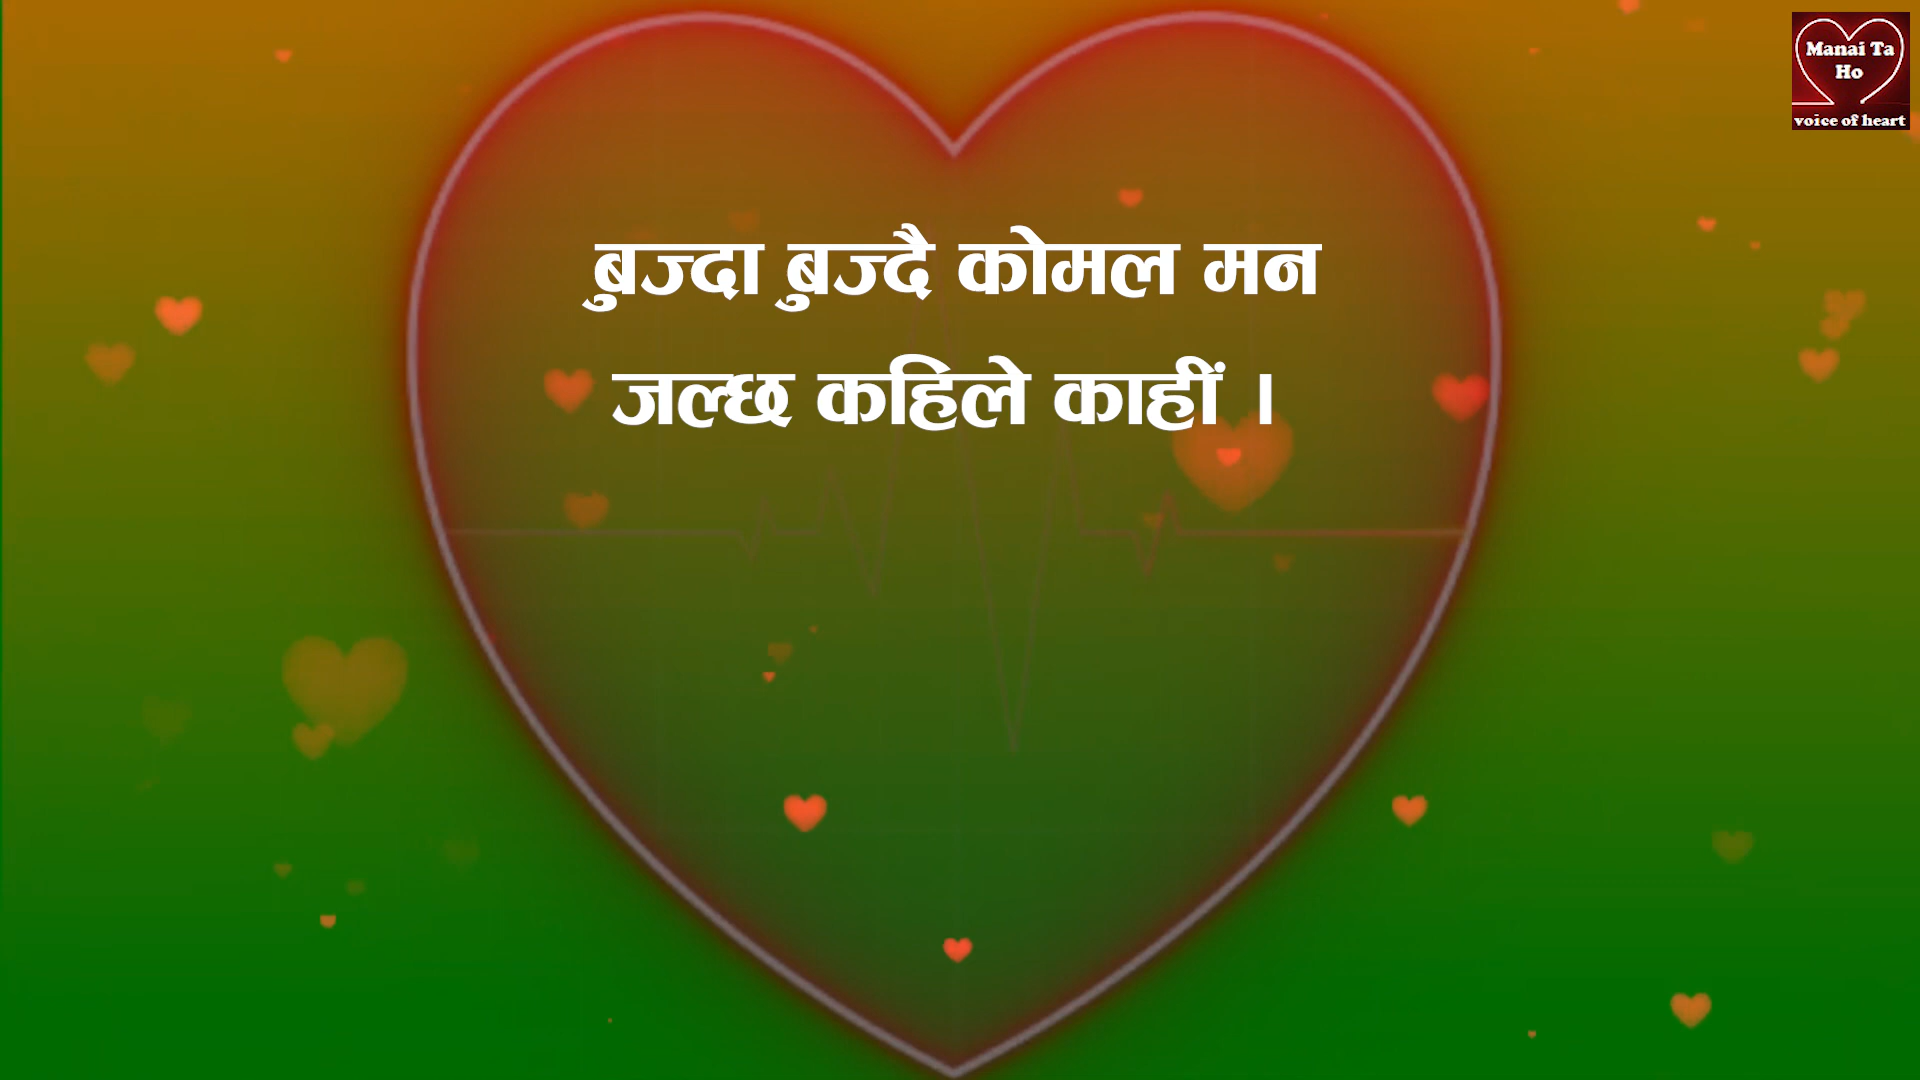 बुज्दा बुज्दै कोमल मन
जल्छ कहिले काहीं ।
Manai Ta
Ho
voice of heart